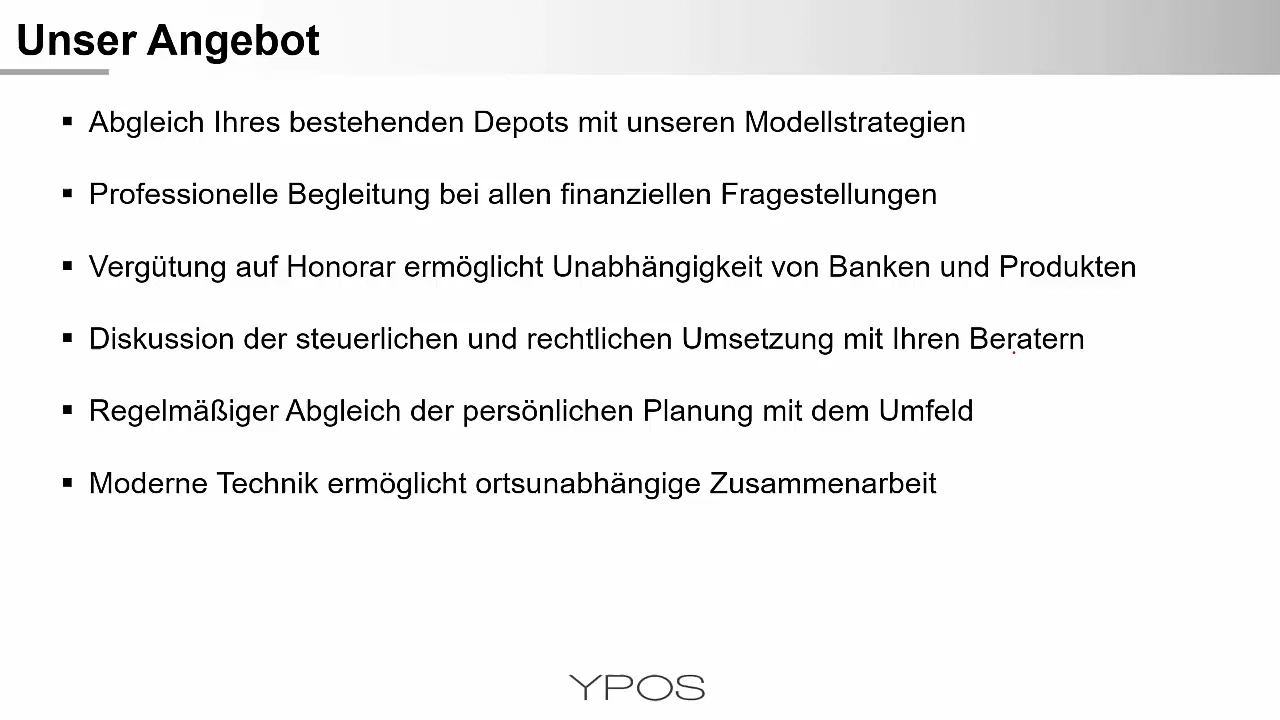 Unser Angebot
▪ Abgleich Ihres bestehenden Depots mit unseren Modellstrategien
▪ Professionelle Begleitung bei allen finanziellen Fragestellungen
▪ Vergütung auf Honorar ermöglicht Unabhängigkeit von Banken und Produkten
▪ Diskussion der steuerlichen und rechtlichen Umsetzung mit Ihren Beratern
▪ Regelmäßiger Abgleich der persönlichen Planung mit dem Umfeld
▪ Moderne Technik ermöglicht ortsunabhängige Zusammenarbeit
YPOS